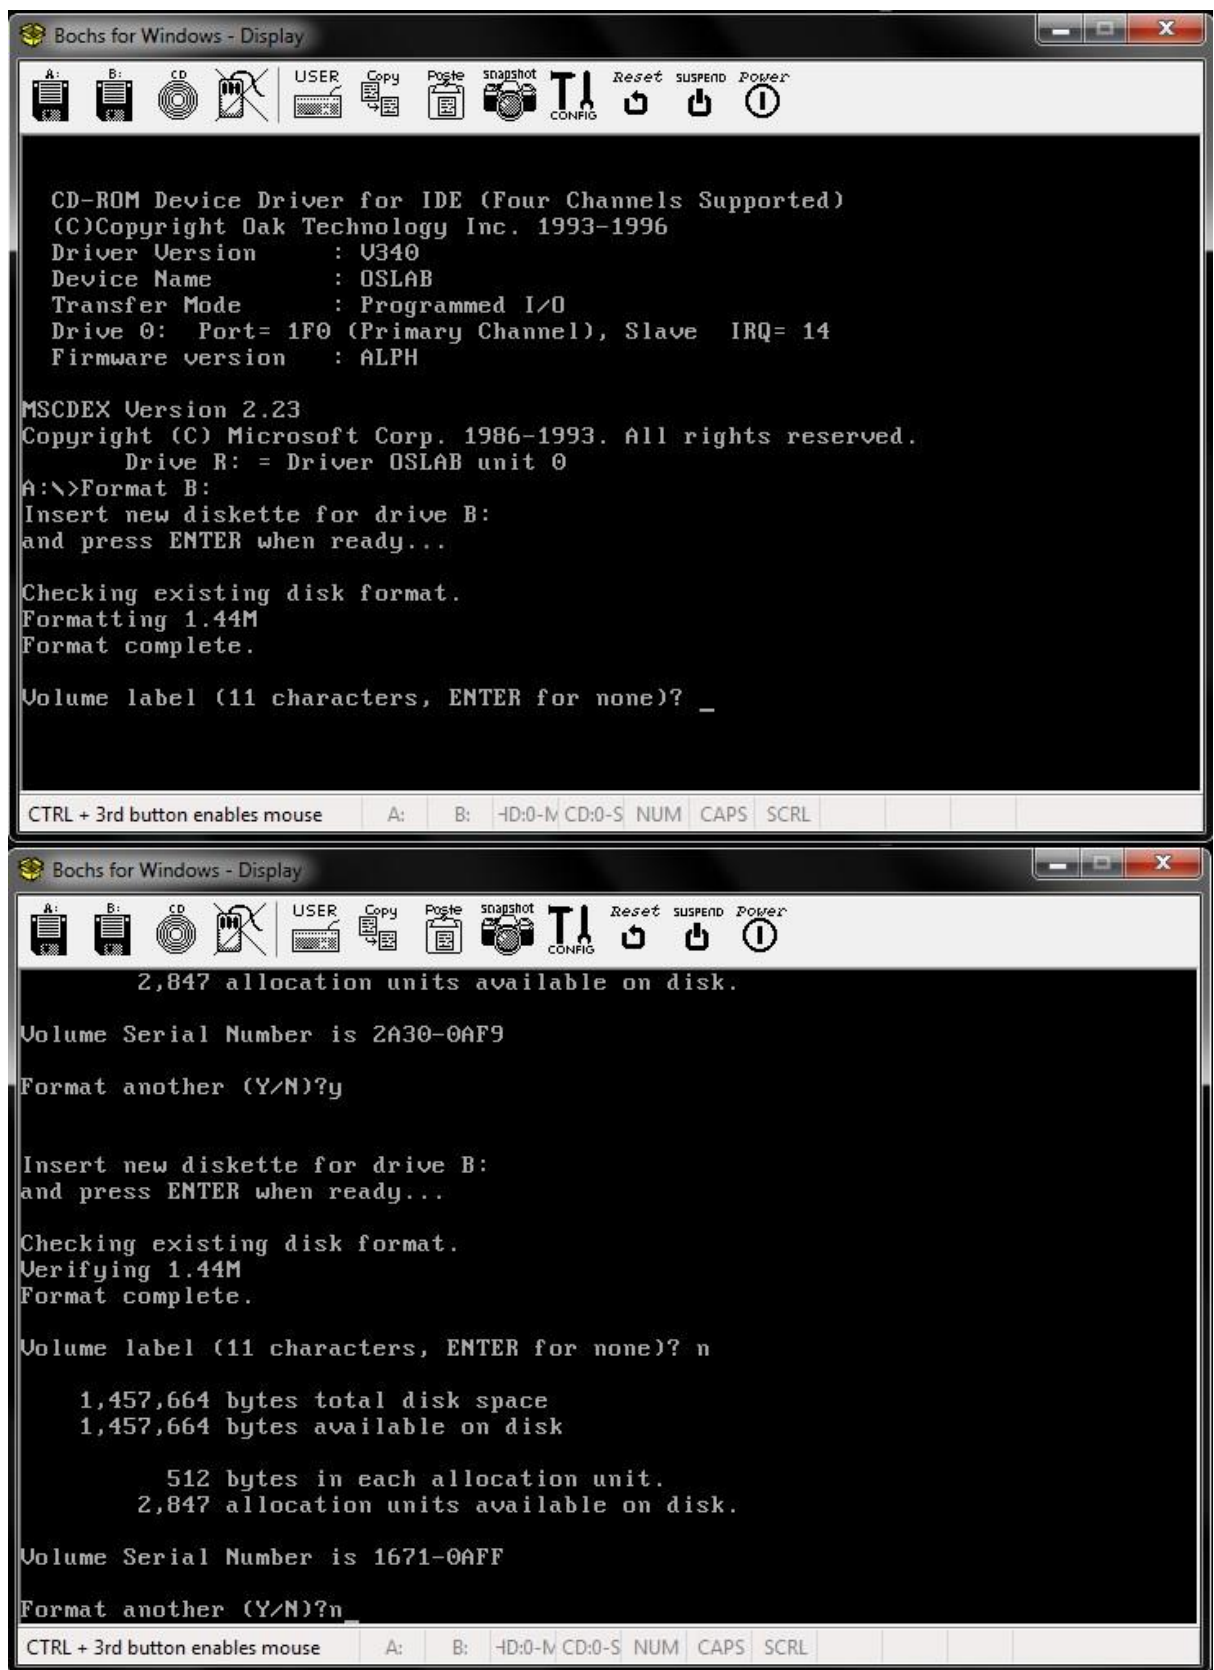 Bochs for Windows - Display
A: B: CD USER Copy Paste snapshot CONFIG Reset SUSPEND Power
CD-ROM Device Driver for IDE (Four Channels Supported)
(C)Copyright Oak Technology Inc. 1993-1996
Driver Version : V340
Device Name : OSLAB
Transfer Mode : Programmed I/O
Drive 0: Port= 1F0 (Primary Channel), Slave IRQ= 14
Firmware version : ALPH
MSCDEX Version 2.23
Copyright (C) Microsoft Corp. 1986-1993. All rights reserved.
Drive R: = Driver OSLAB unit 0
A:\>Format B:
Insert new diskette for drive B:
and press ENTER when ready...
Checking existing disk format.
Formatting 1.44M
Format complete.
Volume label (11 characters, ENTER for none)? _
CTRL + 3rd button enables mouse A: B: HD:0-M CD:0-S NUM CAPS SCRL
Bochs for Windows - Display
A: B: CD USER Copy Paste snapshot CONFIG Reset SUSPEND Power
2,847 allocation units available on disk.
Volume Serial Number is 2A30-0AF9
Format another (Y/N)?y
Insert new diskette for drive B:
and press ENTER when ready...
Checking existing disk format.
Verifying 1.44M
Format complete.
Volume label (11 characters, ENTER for none)? n
1,457,664 bytes total disk space
1,457,664 bytes available on disk
512 bytes in each allocation unit.
2,847 allocation units available on disk.
Volume Serial Number is 1671-0AFF
Format another (Y/N)?n_
CTRL + 3rd button enables mouse A: B: HD:0-M CD:0-S NUM CAPS SCRL